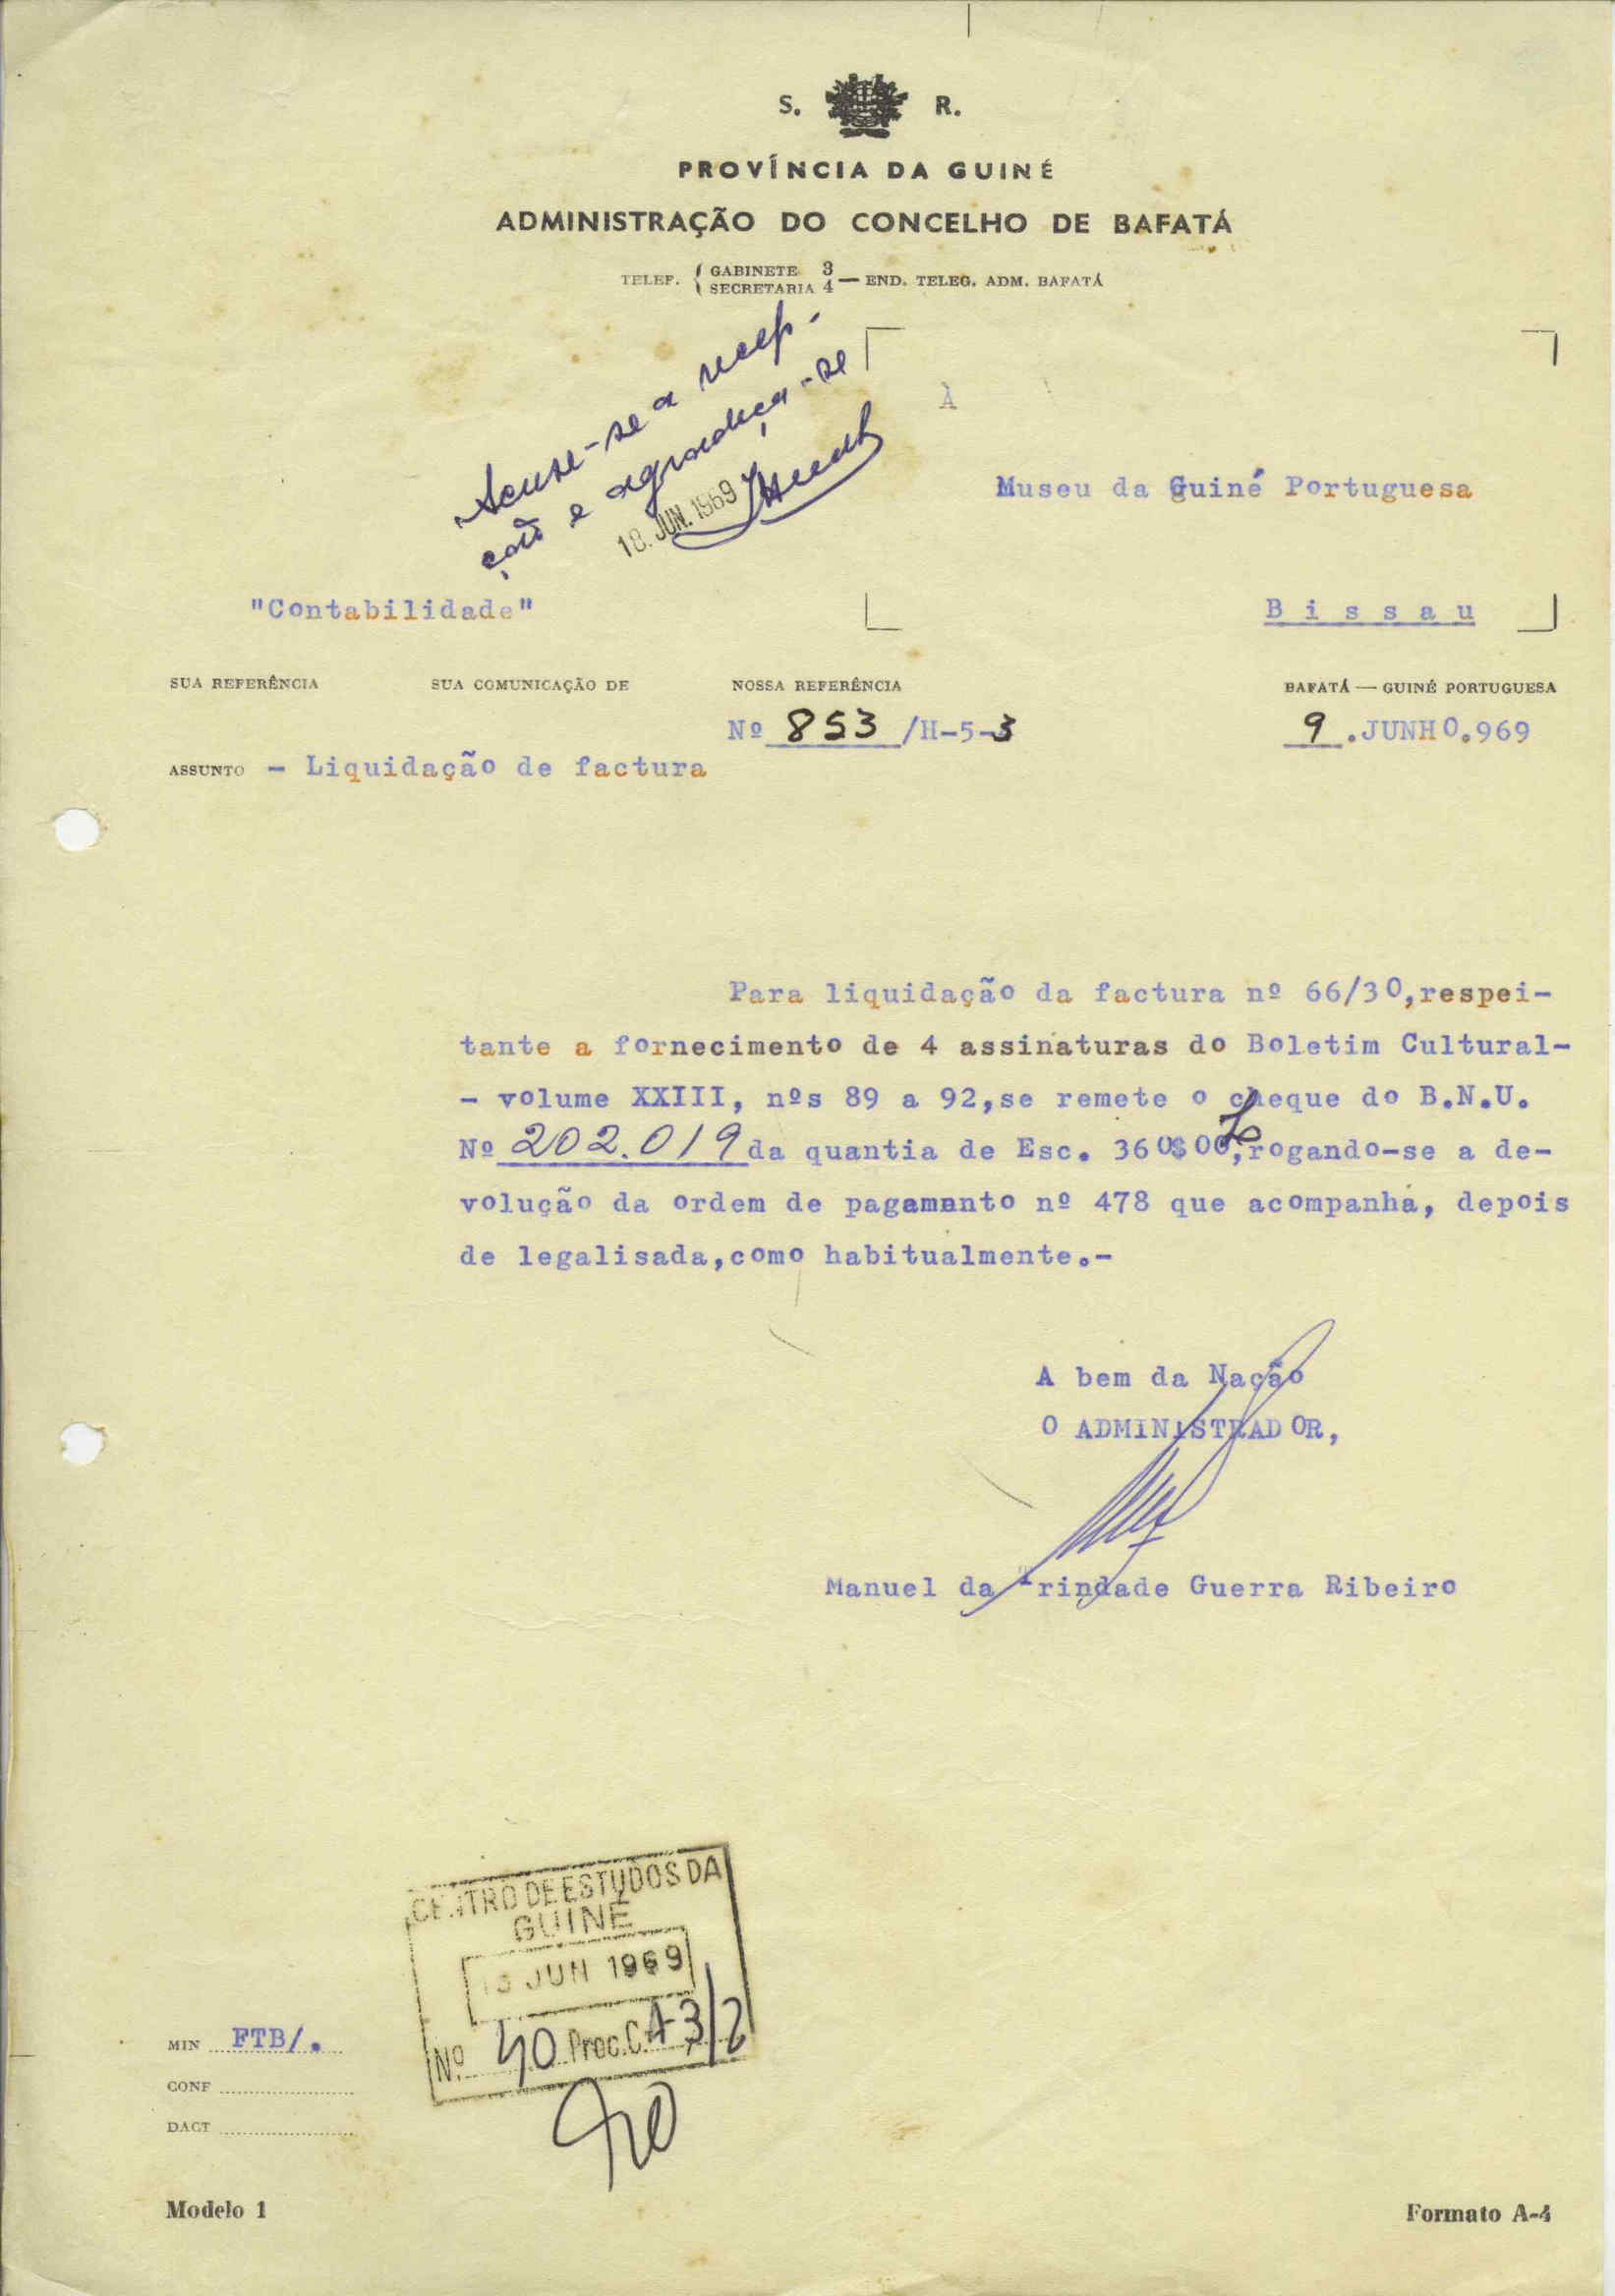 S. R.
PROVÍNCIA DA GUINÉ
ADMINISTRAÇÃO DO CONCELHO DE BAFATÁ
TELEF. { GABINETE 3
SECRETARIA 4 — END. TELEG. ADM. BAFATÁ
Acuse-se a recep-
ção e agradeça-se
18. JUN. 1969
À
Museu da Guiné Portuguesa
"Contabilidade"
B i s s a u
SUA REFERÊNCIA SUA COMUNICAÇÃO DE NOSSA REFERÊNCIA BAFATÁ — GUINÉ PORTUGUESA
Nº 853 /H-5-3 9.JUNHO.969
ASSUNTO - Liquidação de factura
Para liquidação da factura nº 66/30,respei-
tante a fornecimento de 4 assinaturas do Boletim Cultural-
- volume XXIII, nºs 89 a 92,se remete o cheque do B.N.U.
Nº 202.019 da quantia de Esc. 360$00,rogando-se a de-
volução da ordem de pagamanto nº 478 que acompanha, depois
de legalisada,como habitualmente.-
A bem da Nação
O ADMINISTRADOR,
Manuel da Trindade Guerra Ribeiro
CENTRO DE ESTUDOS DA
GUINÉ
13 JUN 1969
Nº. 40 Proc.C. A3/2
MIN FTB/.
CONF
DACT
Modelo 1 Formato A-4